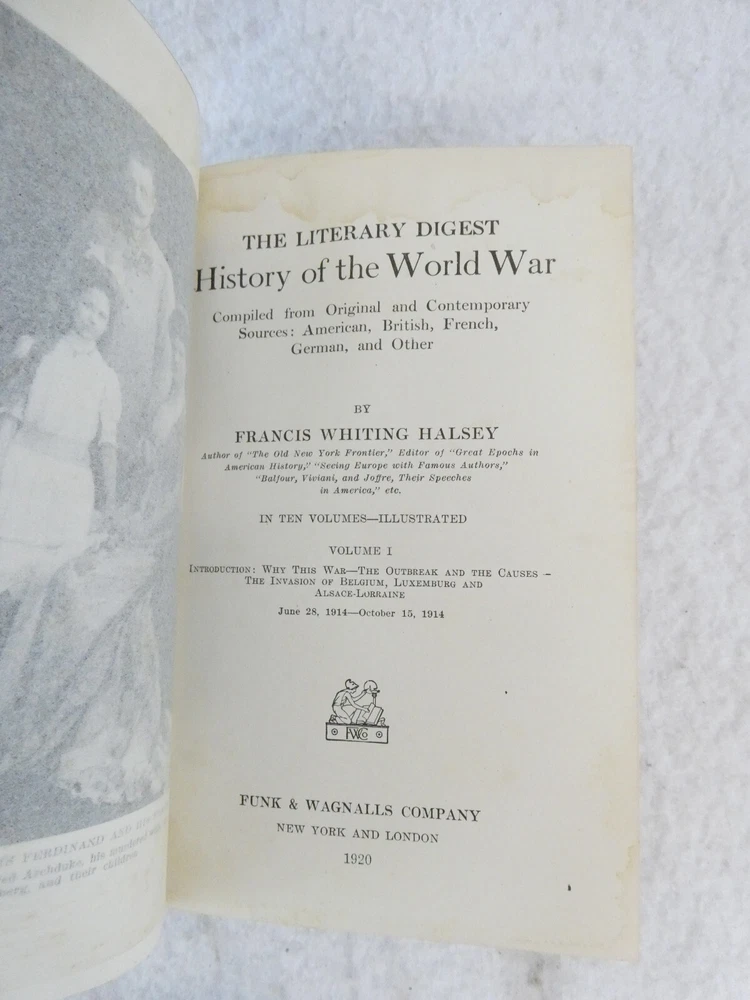 THE LITERARY DIGEST
History of the World War
Compiled from Original and Contemporary
Sources: American, British, French,
German, and Other
BY
FRANCIS WHITING HALSEY
Author of "The Old New York Frontier," Editor of "Great Epochs in
American History," "Seeing Europe with Famous Authors,"
"Balfour, Viviani, and Joffre, Their Speeches
in America," etc.
IN TEN VOLUMES—ILLUSTRATED
VOLUME I
INTRODUCTION: WHY THIS WAR—THE OUTBREAK AND THE CAUSES –
THE INVASION OF BELGIUM, LUXEMBURG AND
ALSACE-LORRAINE
June 28, 1914—October 15, 1914
FWCo
FUNK & WAGNALLS COMPANY
NEW YORK AND LONDON
1920
FERDINAND AND
Archduke, his murdered
and their children